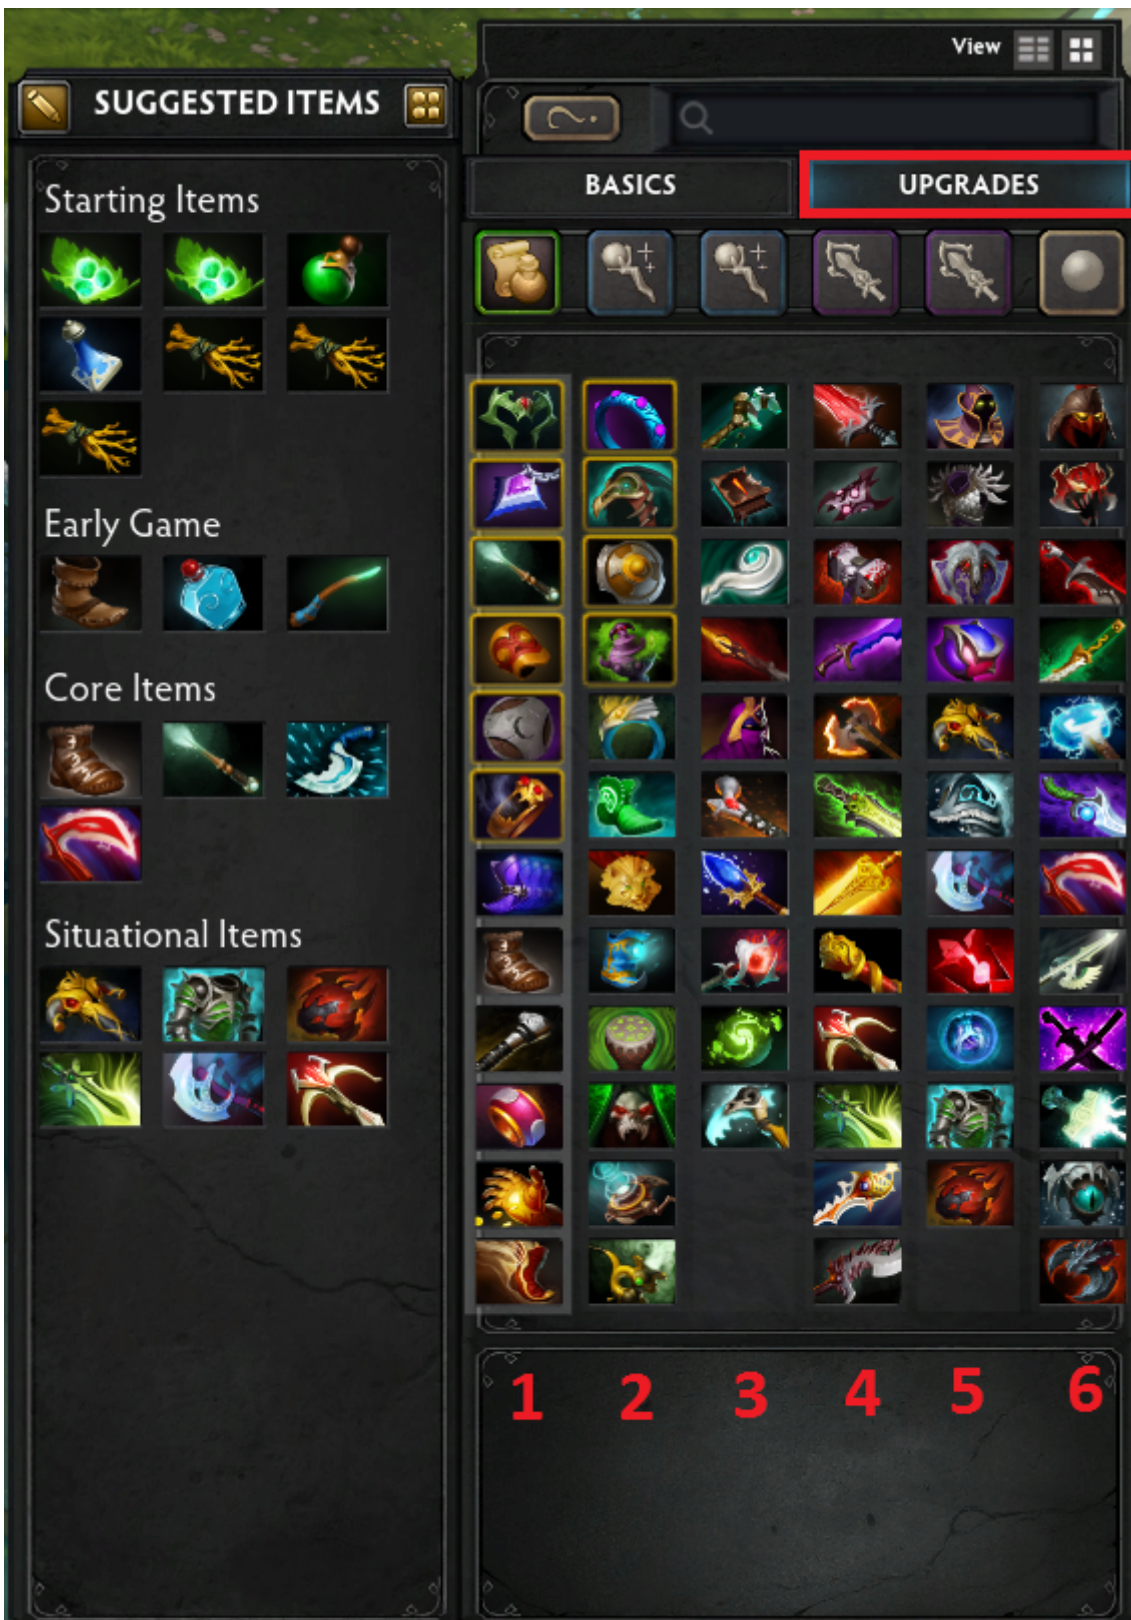 View
SUGGESTED ITEMS
BASICS
UPGRADES
Starting Items
Early Game
Core Items
Situational Items
1 2 3 4 5 6